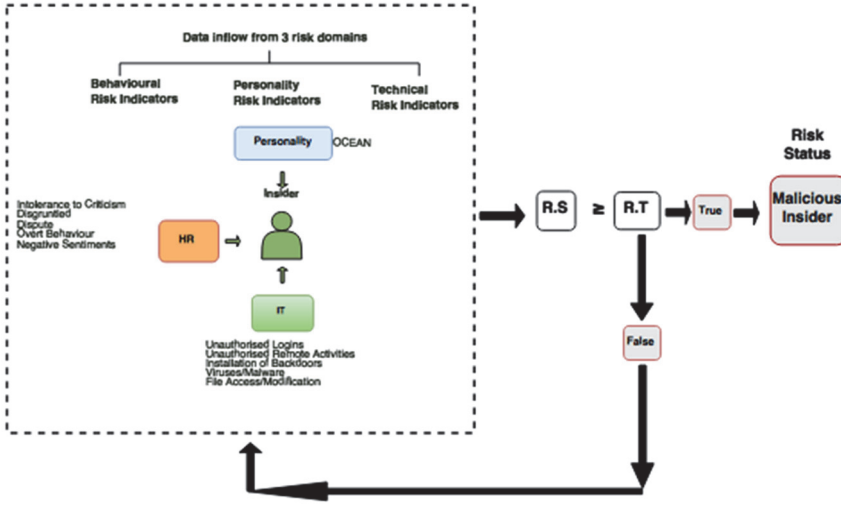 Data inflow from 3 risk domains
Behavioural
Risk Indicators
Personality
Risk Indicators
Technical
Risk Indicators
Personality
OCEAN
Insider
Intolerance to Criticism
Disgruntled
Dispute
Overt Behaviour
Negative Sentiments
HR
IT
Unauthorised Logins
Unauthorised Remote Activities
Installation of Backdoors
Viruses/Malware
File Access/Modification
R.S
≥
R.T
True
Risk
Status
Malicious
Insider
False